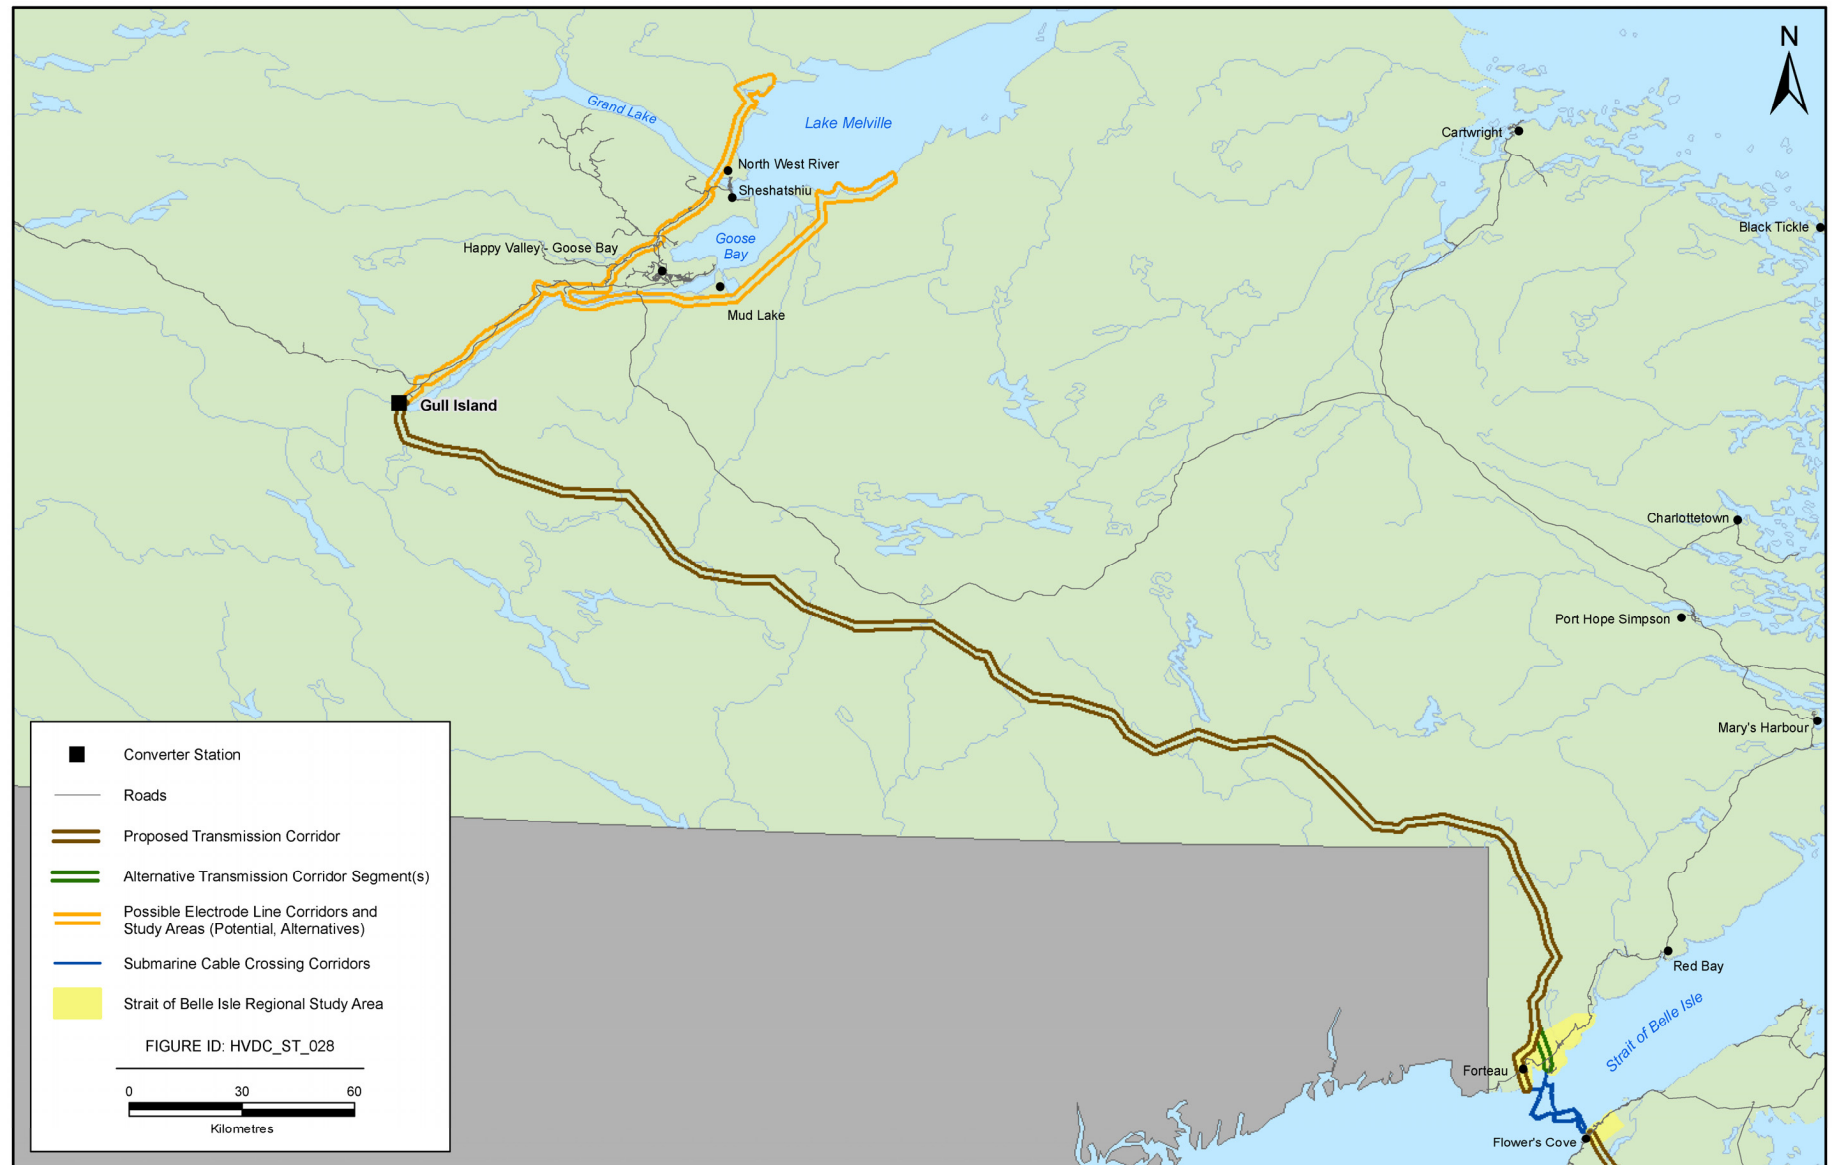 N
Grand Lake
Lake Melville
Cartwright
North West River
Sheshatshiu
Black Tickle
Happy Valley - Goose Bay
Goose
Bay
Mud Lake
Gull Island
Charlottetown
Port Hope Simpson
Mary's Harbour
Red Bay
Strait of Belle Isle
Forteau
Flower's Cove
Converter Station
Roads
Proposed Transmission Corridor
Alternative Transmission Corridor Segment(s)
Possible Electrode Line Corridors and
Study Areas (Potential, Alternatives)
Submarine Cable Crossing Corridors
Strait of Belle Isle Regional Study Area
FIGURE ID: HVDC_ST_028
0 30 60
Kilometres